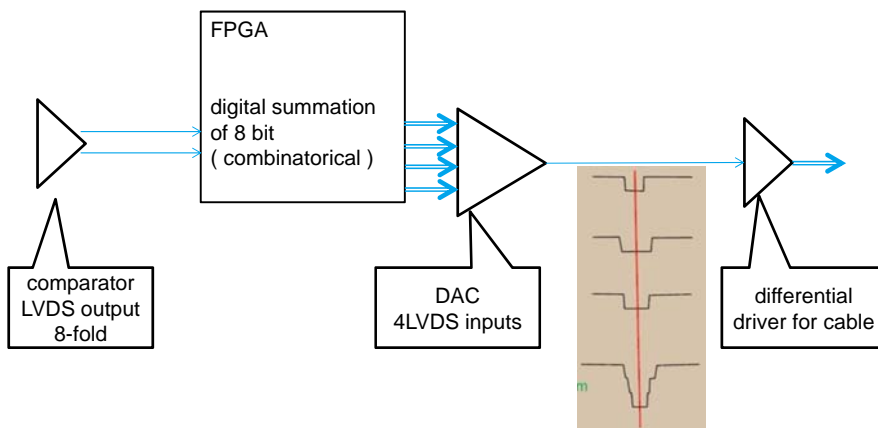 FPGA
digital summation
of 8 bit
( combinatorical )
comparator
LVDS output
8-fold
DAC
4LVDS inputs
differential
driver for cable
m